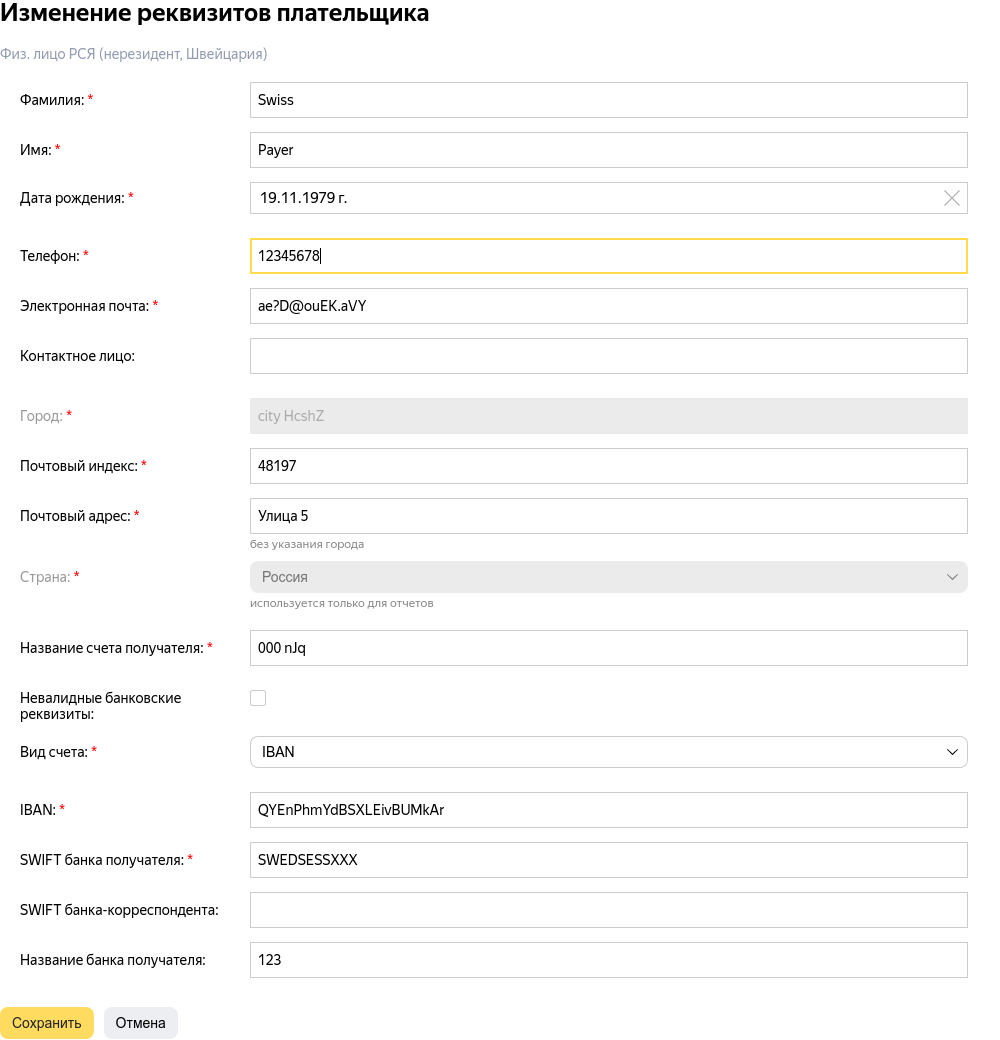 Изменение реквизитов плательщика
Физ. лицо РСЯ (нерезидент, Швейцария)
Фамилия: * Swiss
Имя: * Payer
Дата рождения: * 19.11.1979 г.
Телефон: * 12345678
Электронная почта: * ae?D@ouEK.aVY
Контактное лицо:
Город: * city HcshZ
Почтовый индекс: * 48197
Почтовый адрес: * Улица 5
без указания города
Страна: * Россия
используется только для отчетов
Название счета получателя: * 000 nJq
Невалидные банковские
реквизиты:
Вид счета: * IBAN
IBAN: * QYEnPhmYdBSXLEivBUMkAr
SWIFT банка получателя: * SWEDSESSXXX
SWIFT банка-корреспондента:
Название банка получателя: 123
Сохранить Отмена